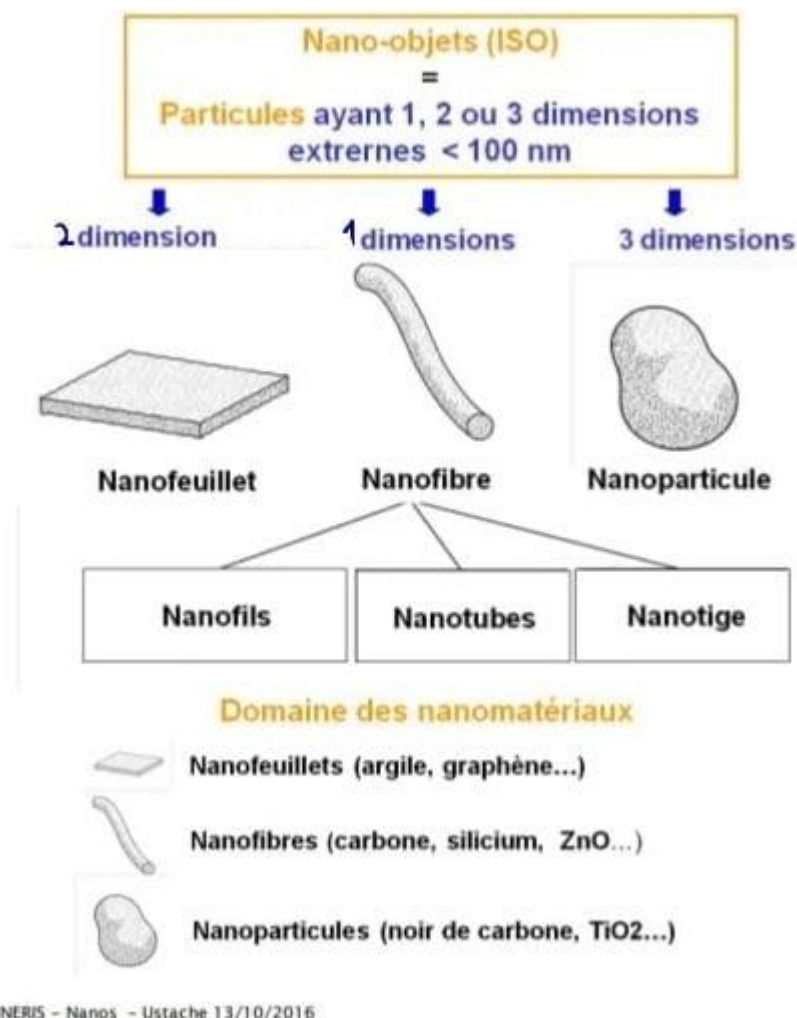 Nano-objets (ISO)
=
Particules ayant 1, 2 ou 3 dimensions
extrernes < 100 nm
2 dimension
1 dimensions
3 dimensions
Nanofeuillet
Nanofibre
Nanoparticule
Nanofils
Nanotubes
Nanotige
Domaine des nanomatériaux
Nanofeuillets (argile, graphène...)
Nanofibres (carbone, silicium, ZnO...)
Nanoparticules (noir de carbone, TiO2...)
NERIS - Nanos - Ustache 13/10/2016